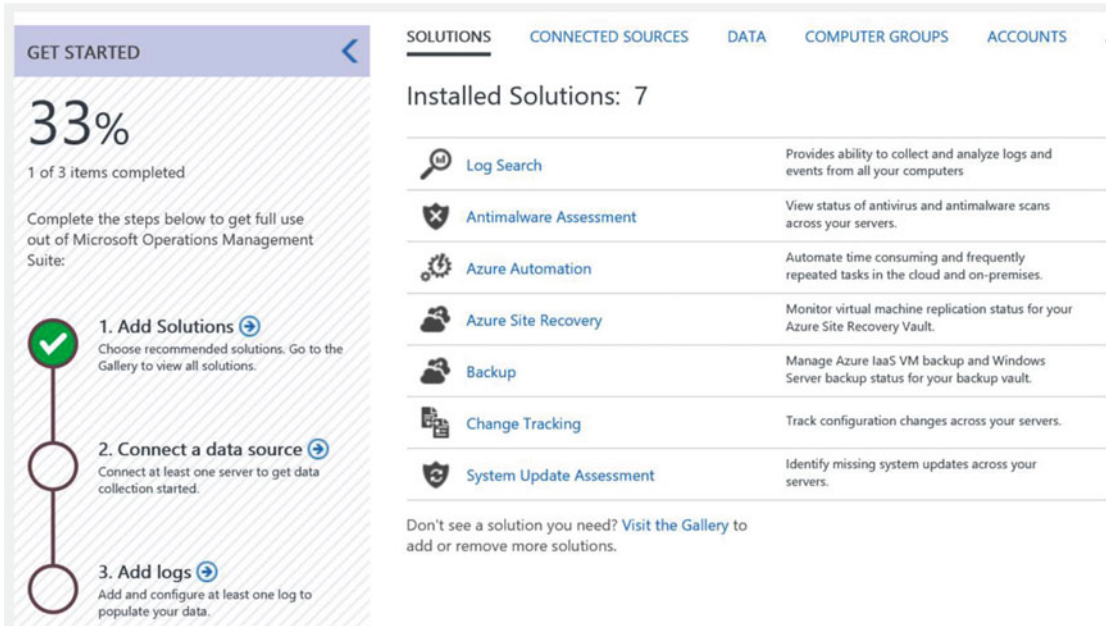 GET STARTED
33%
1 of 3 items completed
Complete the steps below to get full use
out of Microsoft Operations Management
Suite:
1. Add Solutions
Choose recommended solutions. Go to the
Gallery to view all solutions.
2. Connect a data source
Connect at least one server to get data
collection started.
3. Add logs
Add and configure at least one log to
populate your data.
SOLUTIONS CONNECTED SOURCES DATA COMPUTER GROUPS ACCOUNTS
Installed Solutions: 7
Log Search
Provides ability to collect and analyze logs and
events from all your computers
Antimalware Assessment
View status of antivirus and antimalware scans
across your servers.
Azure Automation
Automate time consuming and frequently
repeated tasks in the cloud and on-premises.
Azure Site Recovery
Monitor virtual machine replication status for your
Azure Site Recovery Vault.
Backup
Manage Azure IaaS VM backup and Windows
Server backup status for your backup vault.
Change Tracking
Track configuration changes across your servers.
System Update Assessment
Identify missing system updates across your
servers.
Don't see a solution you need? Visit the Gallery to
add or remove more solutions.